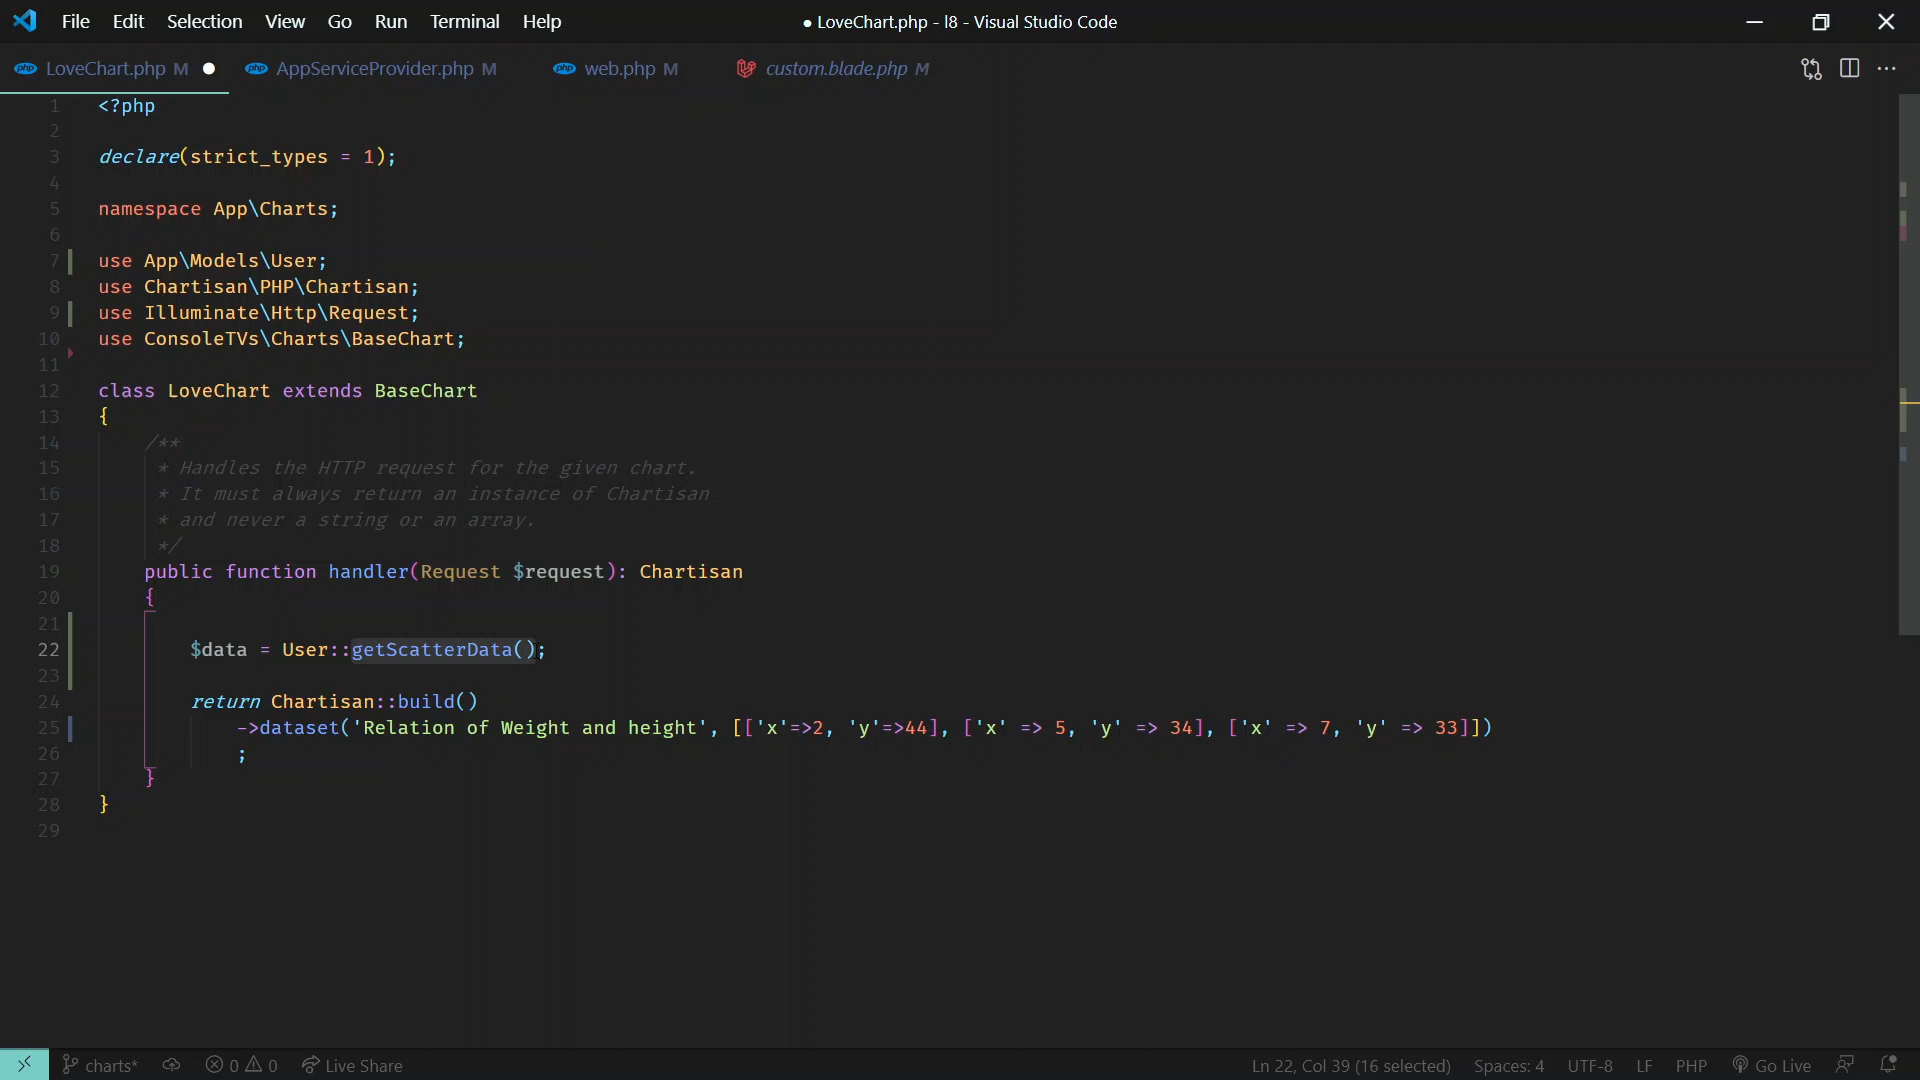 File Edit Selection View Go Run Terminal Help ● LoveChart.php - l8 - Visual Studio Code
php LoveChart.php M ● php AppServiceProvider.php M php web.php M custom.blade.php M
1 <?php
2
3 declare(strict_types = 1);
4
5 namespace App\Charts;
6
7 use App\Models\User;
8 use Chartisan\PHP\Chartisan;
9 use Illuminate\Http\Request;
10 use ConsoleTVs\Charts\BaseChart;
11
12 class LoveChart extends BaseChart
13 {
14 /**
15 * Handles the HTTP request for the given chart.
16 * It must always return an instance of Chartisan
17 * and never a string or an array.
18 */
19 public function handler(Request $request): Chartisan
20 {
21
22 $data = User::getScatterData();
23
24 return Chartisan::build()
25 ->dataset('Relation of Weight and height', [['x'=>2, 'y'=>44], ['x' => 5, 'y' => 34], ['x' => 7, 'y' => 33]])
26 ;
27 }
28 }
29
charts* 0 0 Live Share Ln 22, Col 39 (16 selected) Spaces: 4 UTF-8 LF PHP Go Live